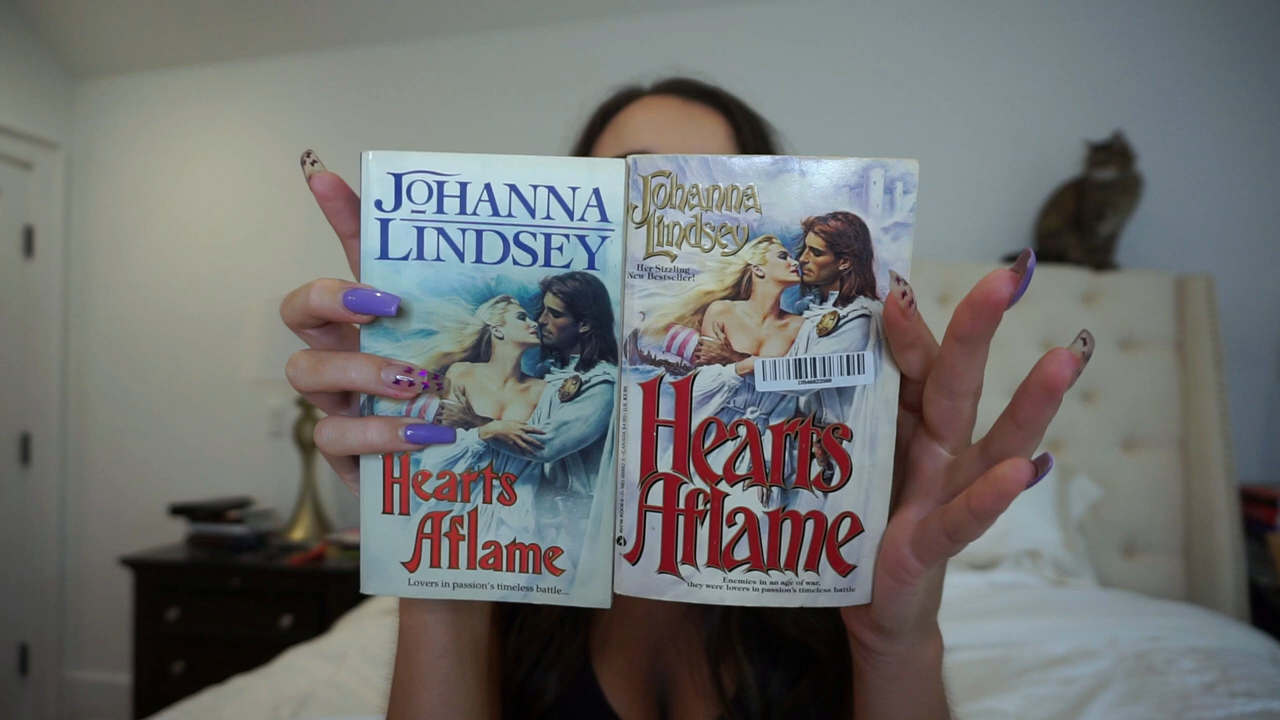 JOHANNA
LINDSEY
Hearts
Aflame
Lovers in passion's timeless battle...
Johanna
Lindsey
Her Sizzling
New Bestseller!
Hearts
Aflame
Enemies in an age of war,
they were lovers in passion's timeless battle